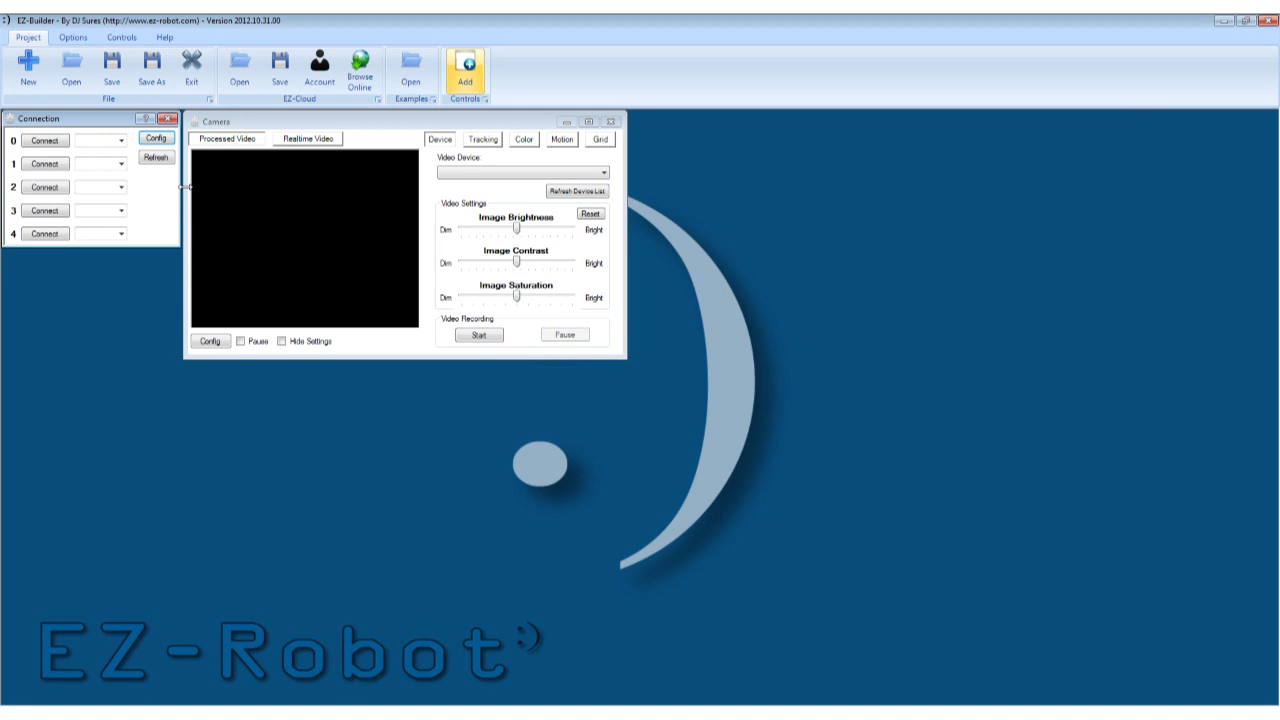 :) EZ-Builder - By DJ Sures (http://www.ez-robot.com) - Version 2012.10.31.00
Project Options Controls Help
New Open Save Save As Exit Open Save Account Browse Online Open Add
File EZ-Cloud Examples Controls
Connection
0 Connect Config
1 Connect Refresh
2 Connect
3 Connect
4 Connect
Camera
Processed Video Realtime Video Device Tracking Color Motion Grid
Video Device:
Refresh Device List
Video Settings
Image Brightness Reset
Dim Bright
Image Contrast
Dim Bright
Image Saturation
Dim Bright
Video Recording
Start Pause
Config Pause Hide Settings
EZ-Robot:)